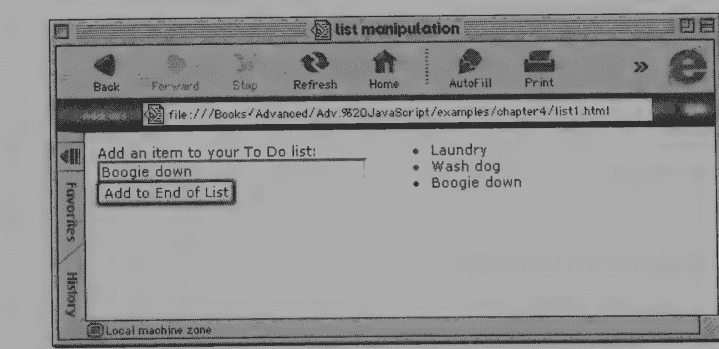 list manipulation
Back Forward Stop Refresh Home AutoFill Print »
file:///Books/Advanced/Adv.%20JavaScript/examples/chapter4/list1.html
Add an item to your To Do list:
Boogie down
Add to End of List
• Laundry
• Wash dog
• Boogie down
Favorites
History
Local machine zone